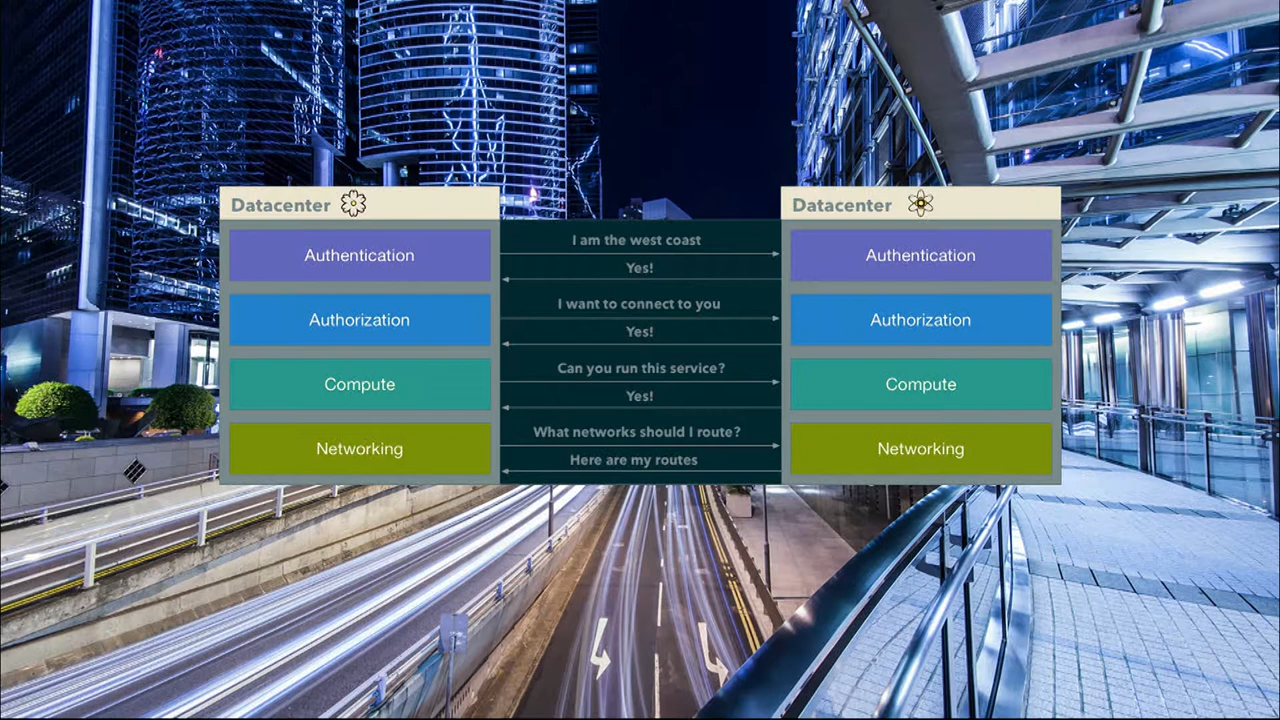 Datacenter
Datacenter
Authentication
I am the west coast
Yes!
Authentication
Authorization
I want to connect to you
Yes!
Authorization
Compute
Can you run this service?
Yes!
Compute
Networking
What networks should I route?
Here are my routes
Networking